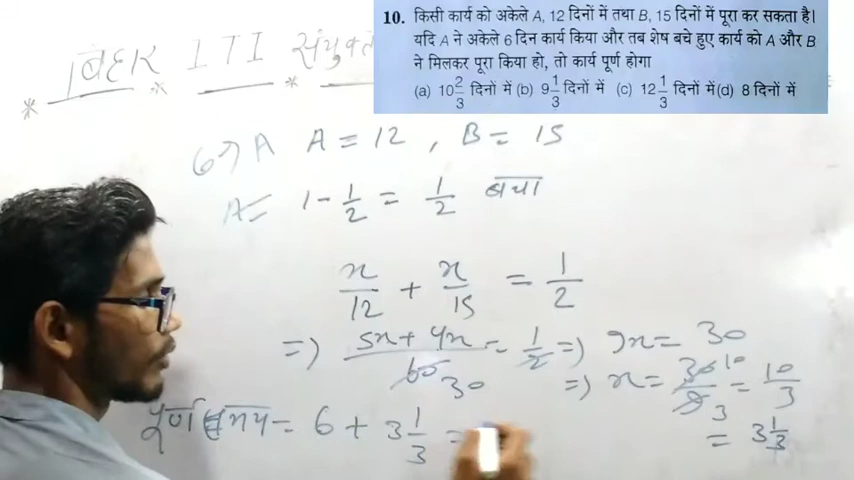 10. किसी कार्य को अकेले A, 12 दिनों में तथा B, 15 दिनों में पूरा कर सकता है।
यदि A ने अकेले 6 दिन कार्य किया और तब शेष बचे हुए कार्य को A और B
ने मिलकर पूरा किया हो, तो कार्य पूर्ण होगा
(a) 10 2/3 दिनों में (b) 9 1/3 दिनों में (c) 12 1/3 दिनों में (d) 8 दिनों में
बिहार ITI संयुक्त
A = 12 , B = 15
A = 1 - 1/2 = 1/2 बचा
x/12 + x/15 = 1/2
=> 5x + 4x/60 = 1/2 => 9x = 30
30
=> x = 30/9 = 10/3
10
3
पूर्ण समय = 6 + 3 1/3 =
= 3 1/3